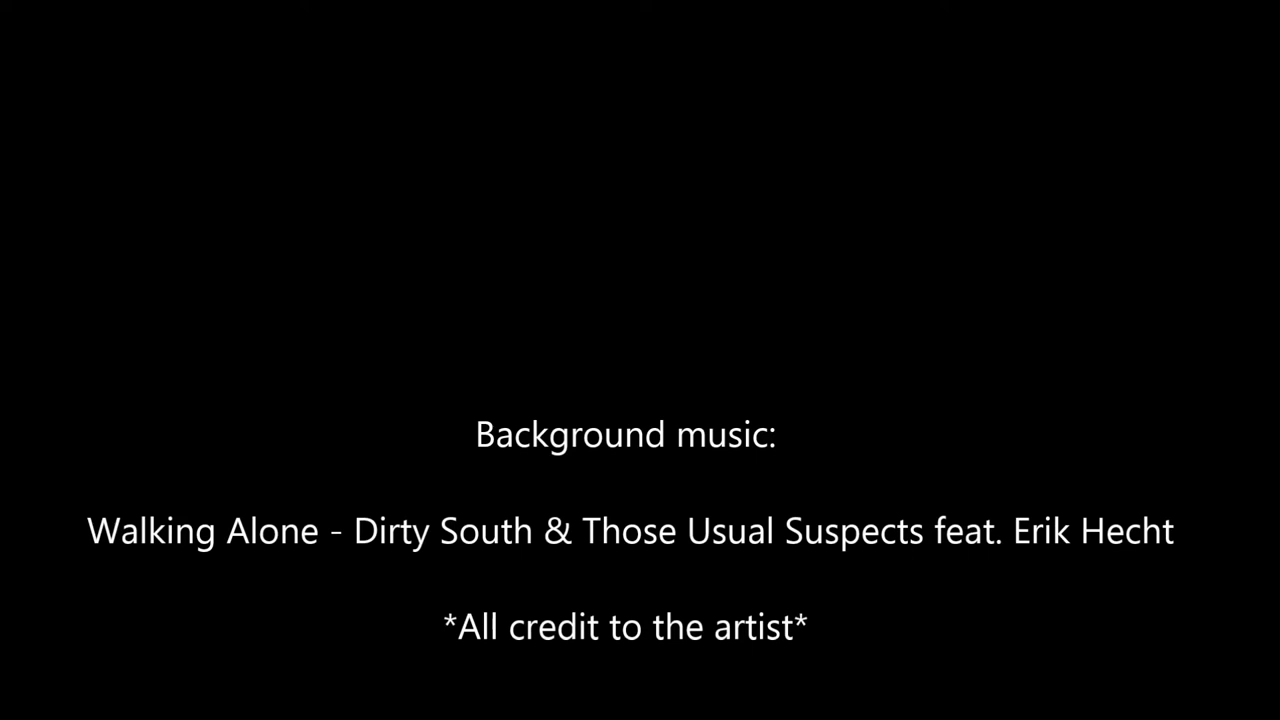 Background music:
Walking Alone - Dirty South & Those Usual Suspects feat. Erik Hecht
*All credit to the artist*